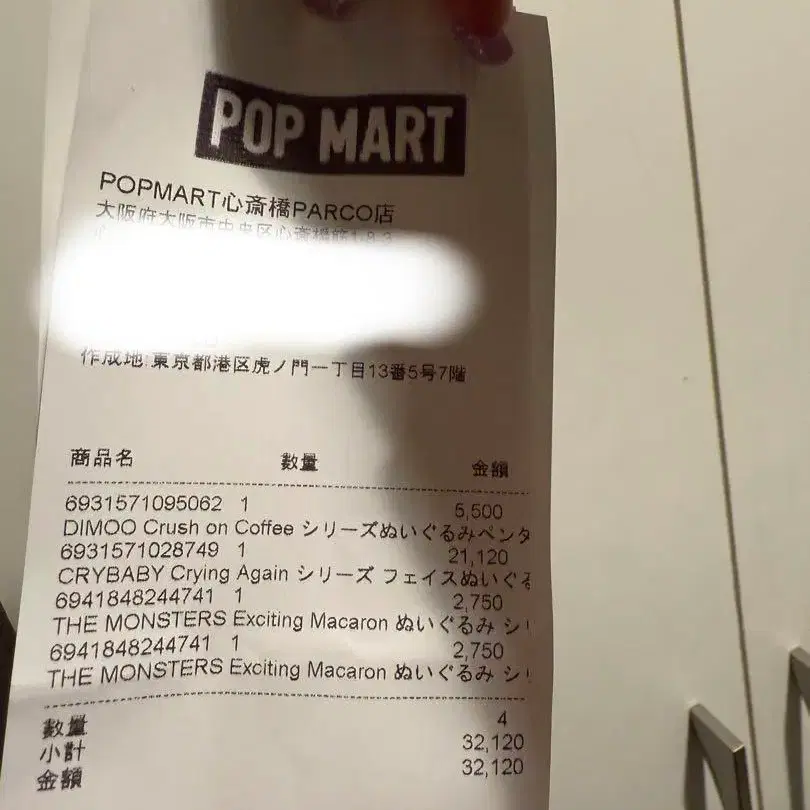 POP MART
POPMART心斎橋PARCO店
大阪府大阪市中央区心斎橋筋1-8-3
作成地:東京都港区虎ノ門一丁目13番5号7階
商品名 数量 金額
6931571095062 1 5,500
DIMOO Crush on Coffee シリーズぬいぐるみペンタ
6931571028749 1 21,120
CRYBABY Crying Again シリーズ フェイスぬいぐる
6941848244741 1 2,750
THE MONSTERS Exciting Macaron ぬいぐるみ シリ
6941848244741 1 2,750
THE MONSTERS Exciting Macaron ぬいぐるみ シリ
数量 4
小計 32,120
金額 32,120